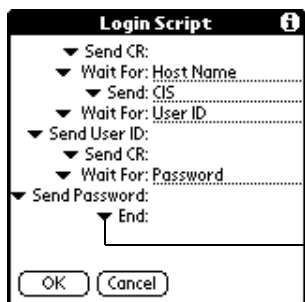 Login Script
Send CR:
Wait For: Host Name
Send: CIS
Wait For: User ID
Send User ID:
Send CR:
Wait For: Password
Send Password:
End:
OK Cancel